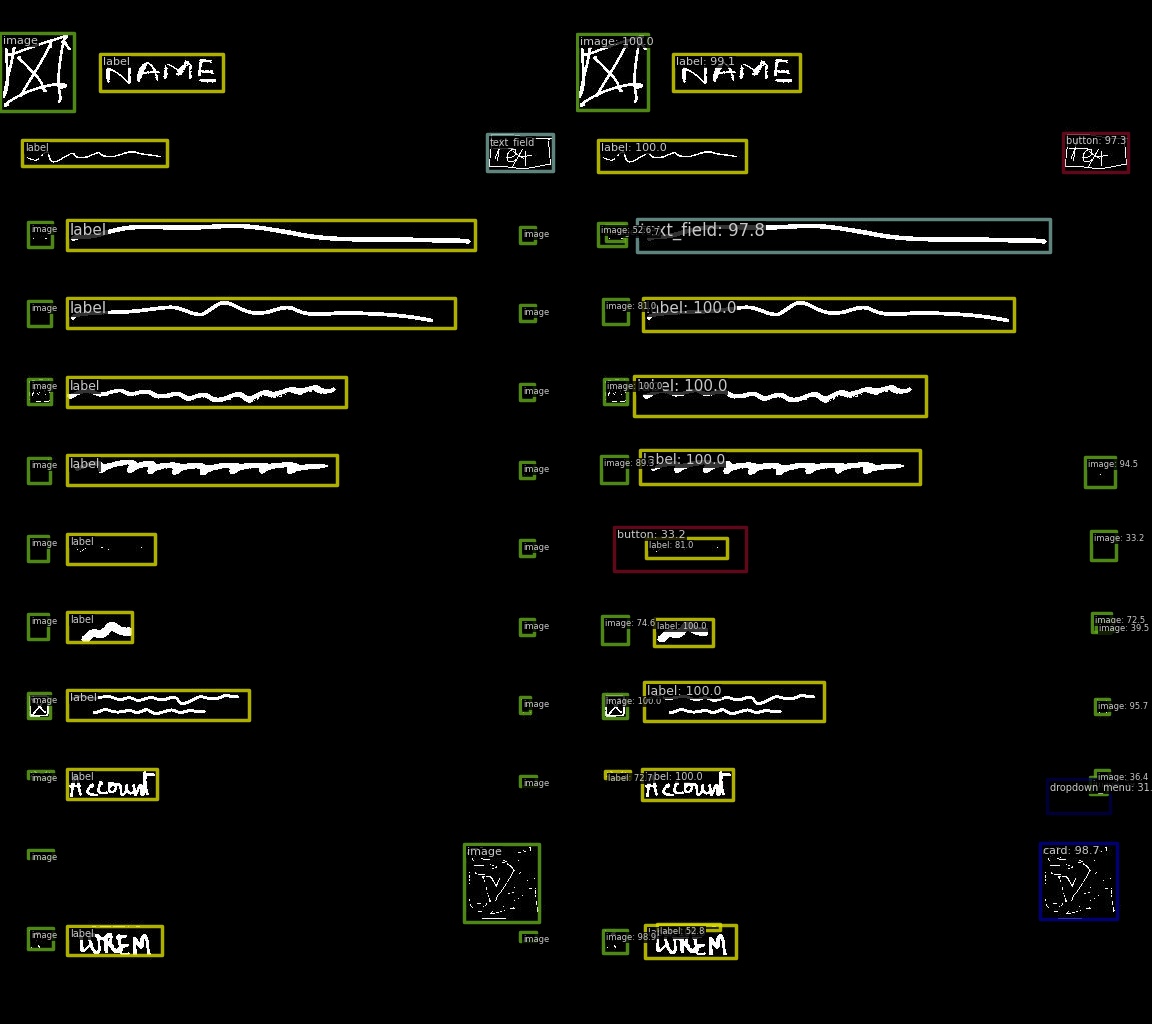 image
image: 100.0
label
label: 99.1
NAME
NAME
label
text_field
label: 100.0
button: 97.3
image
label
image
image: 52.6
text_field: 97.8
image
label
image
image: 81.0
label: 100.0
image
label
image
image: 100.0
label: 100.0
image
label
image
image: 89.3
label: 100.0
image: 94.5
image
label
image
button: 33.2
label: 81.0
image: 33.2
image
label
image
image: 74.6
label: 100.0
image: 72.5
image: 39.5
image
label
image
image: 100.0
label: 100.0
image: 95.7
image
label
Account
image
label: 72.7
label: 100.0
Account
image: 36.4
dropdown_menu: 31.
image
image
card: 98.7
image
label
WREM
image
image: 98.9
label: 52.8
WREM